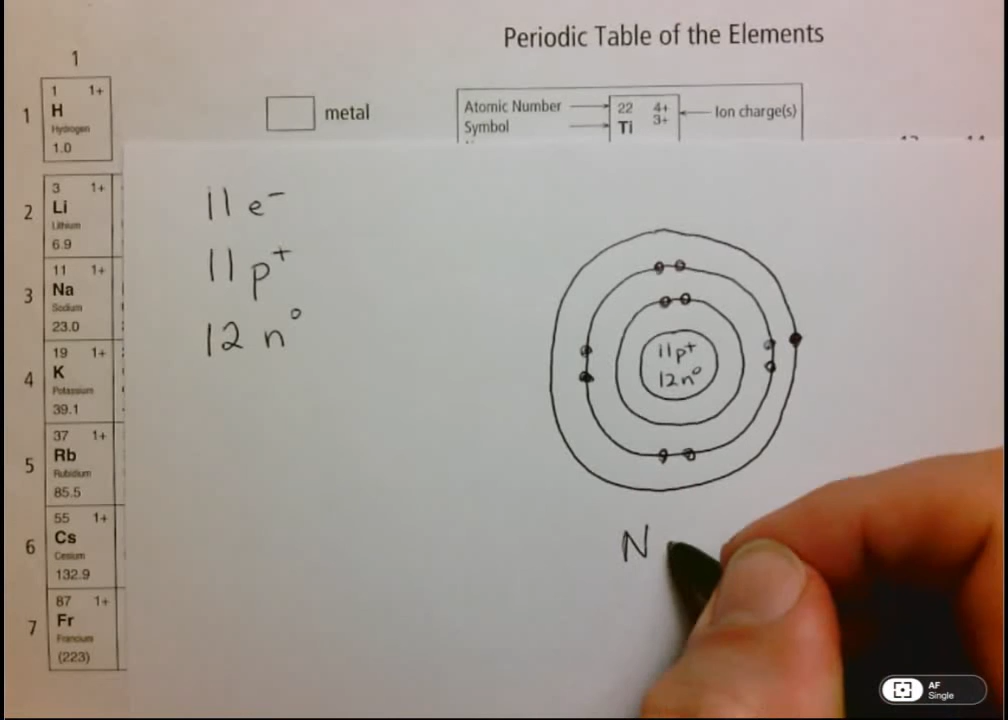 Periodic Table of the Elements
1
1
1 1+
H
Hydrogen
1.0
metal
Atomic Number
Symbol
22 4+
3+
Ti
Ion charge(s)
2
3 1+
Li
Lithium
6.9
3
11 1+
Na
Sodium
23.0
4
19 1+
K
Potassium
39.1
5
37 1+
Rb
Rubidium
85.5
6
55 1+
Cs
Cesium
132.9
7
87 1+
Fr
Francium
(223)
11 e⁻
11 p⁺
12 n⁰
11p⁺
12n⁰
N
AF
Single